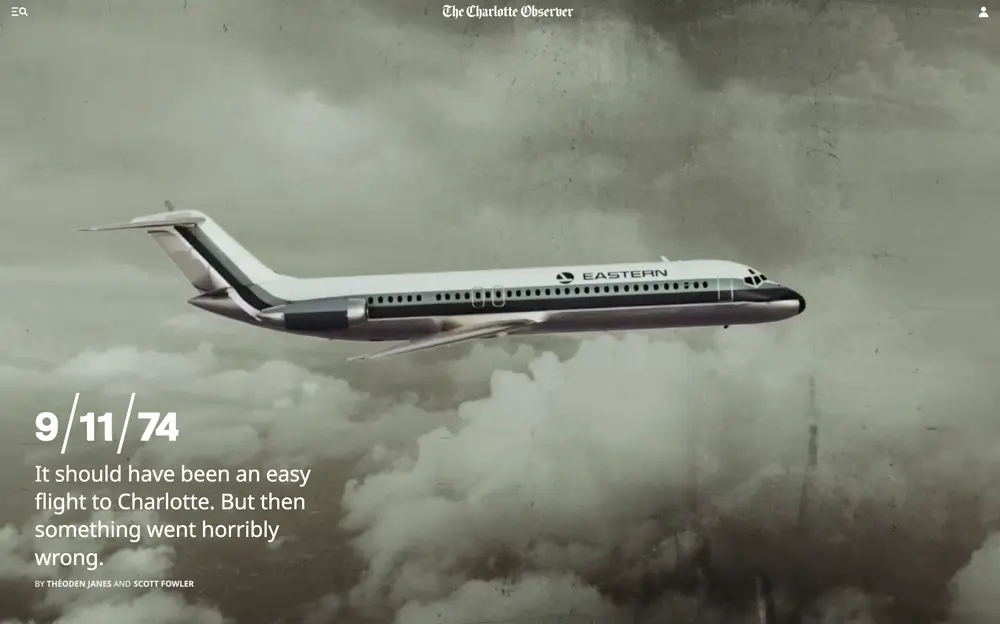 The Charlotte Observer
EASTERN
9/11/74
It should have been an easy
flight to Charlotte. But then
something went horribly
wrong.
BY THÉODEN JANES AND SCOTT FOWLER